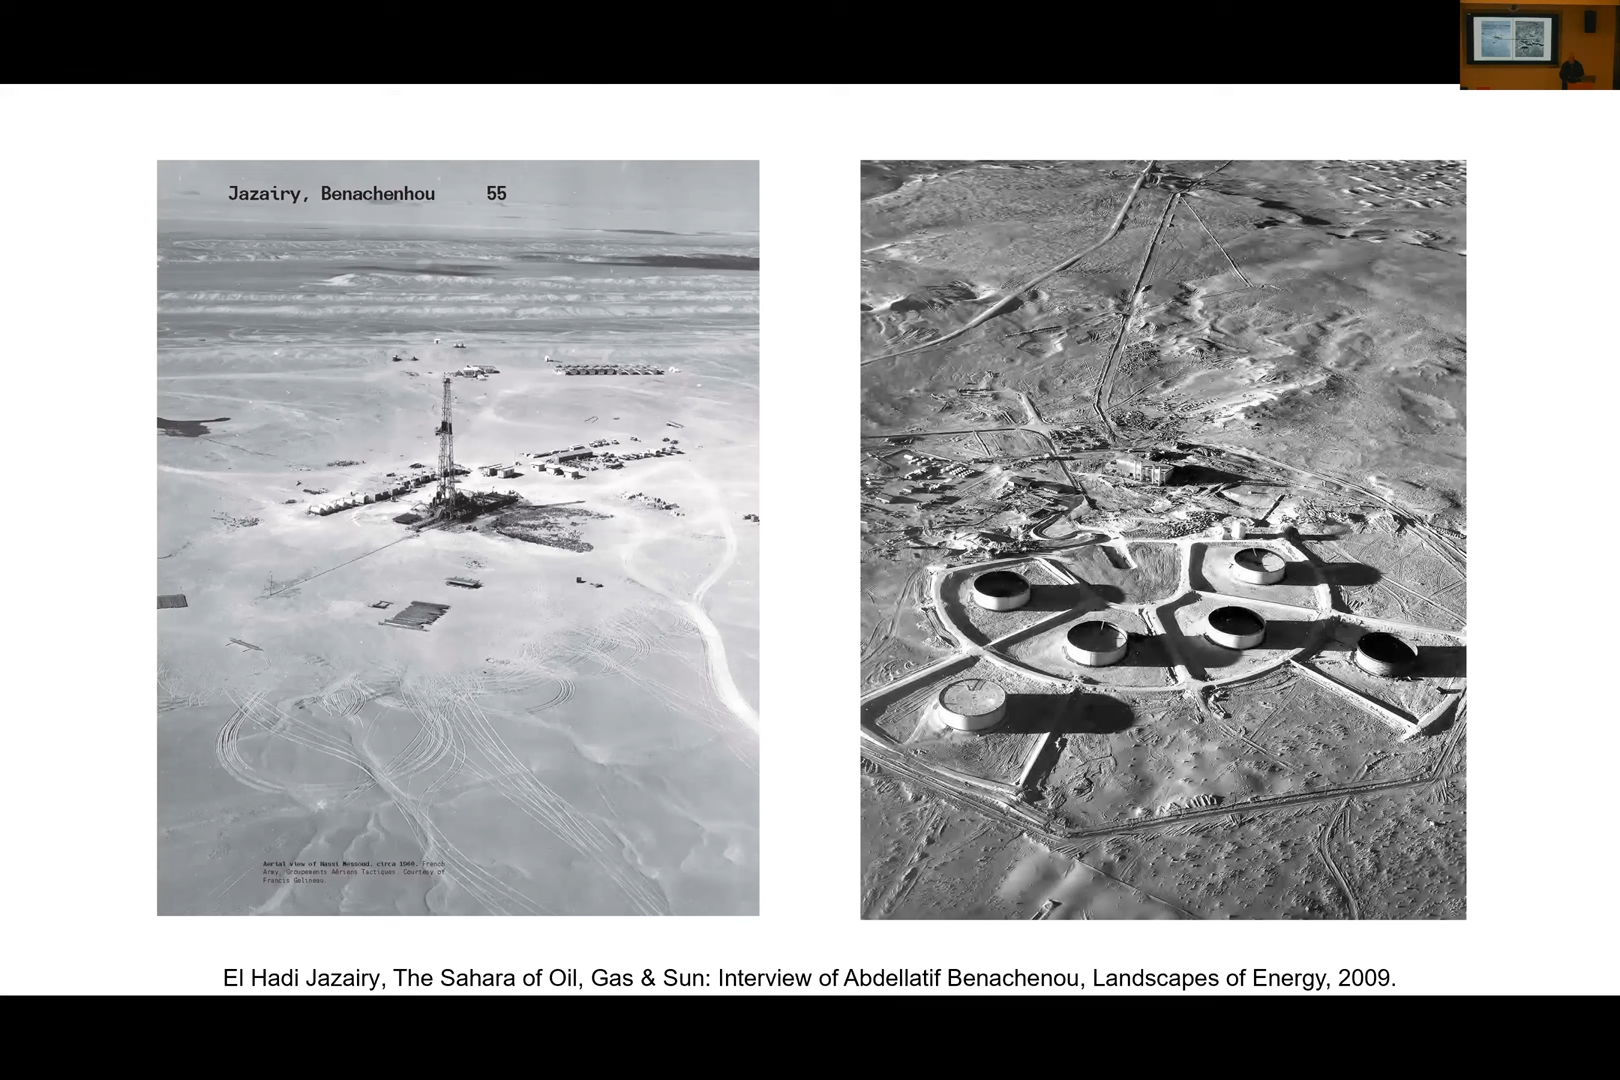 Jazairy, Benachenhou 55
Aerial view of Hassi Messoud, circa 1960. French
Army, Groupements Aériens Tactiques. Courtesy of
Francis Gelineau.
El Hadi Jazairy, The Sahara of Oil, Gas & Sun: Interview of Abdellatif Benachenou, Landscapes of Energy, 2009.